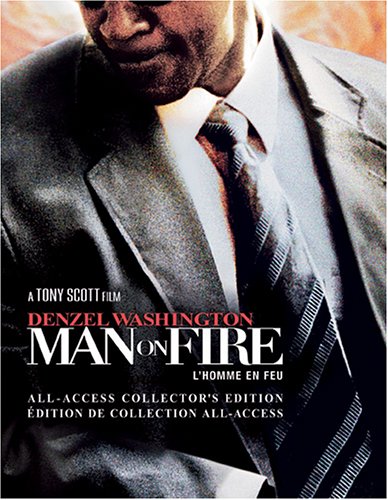 A TONY SCOTT FILM
DENZEL WASHINGTON
MAN ON FIRE
L'HOMME EN FEU
ALL-ACCESS COLLECTOR'S EDITION
ÉDITION DE COLLECTION ALL-ACCESS